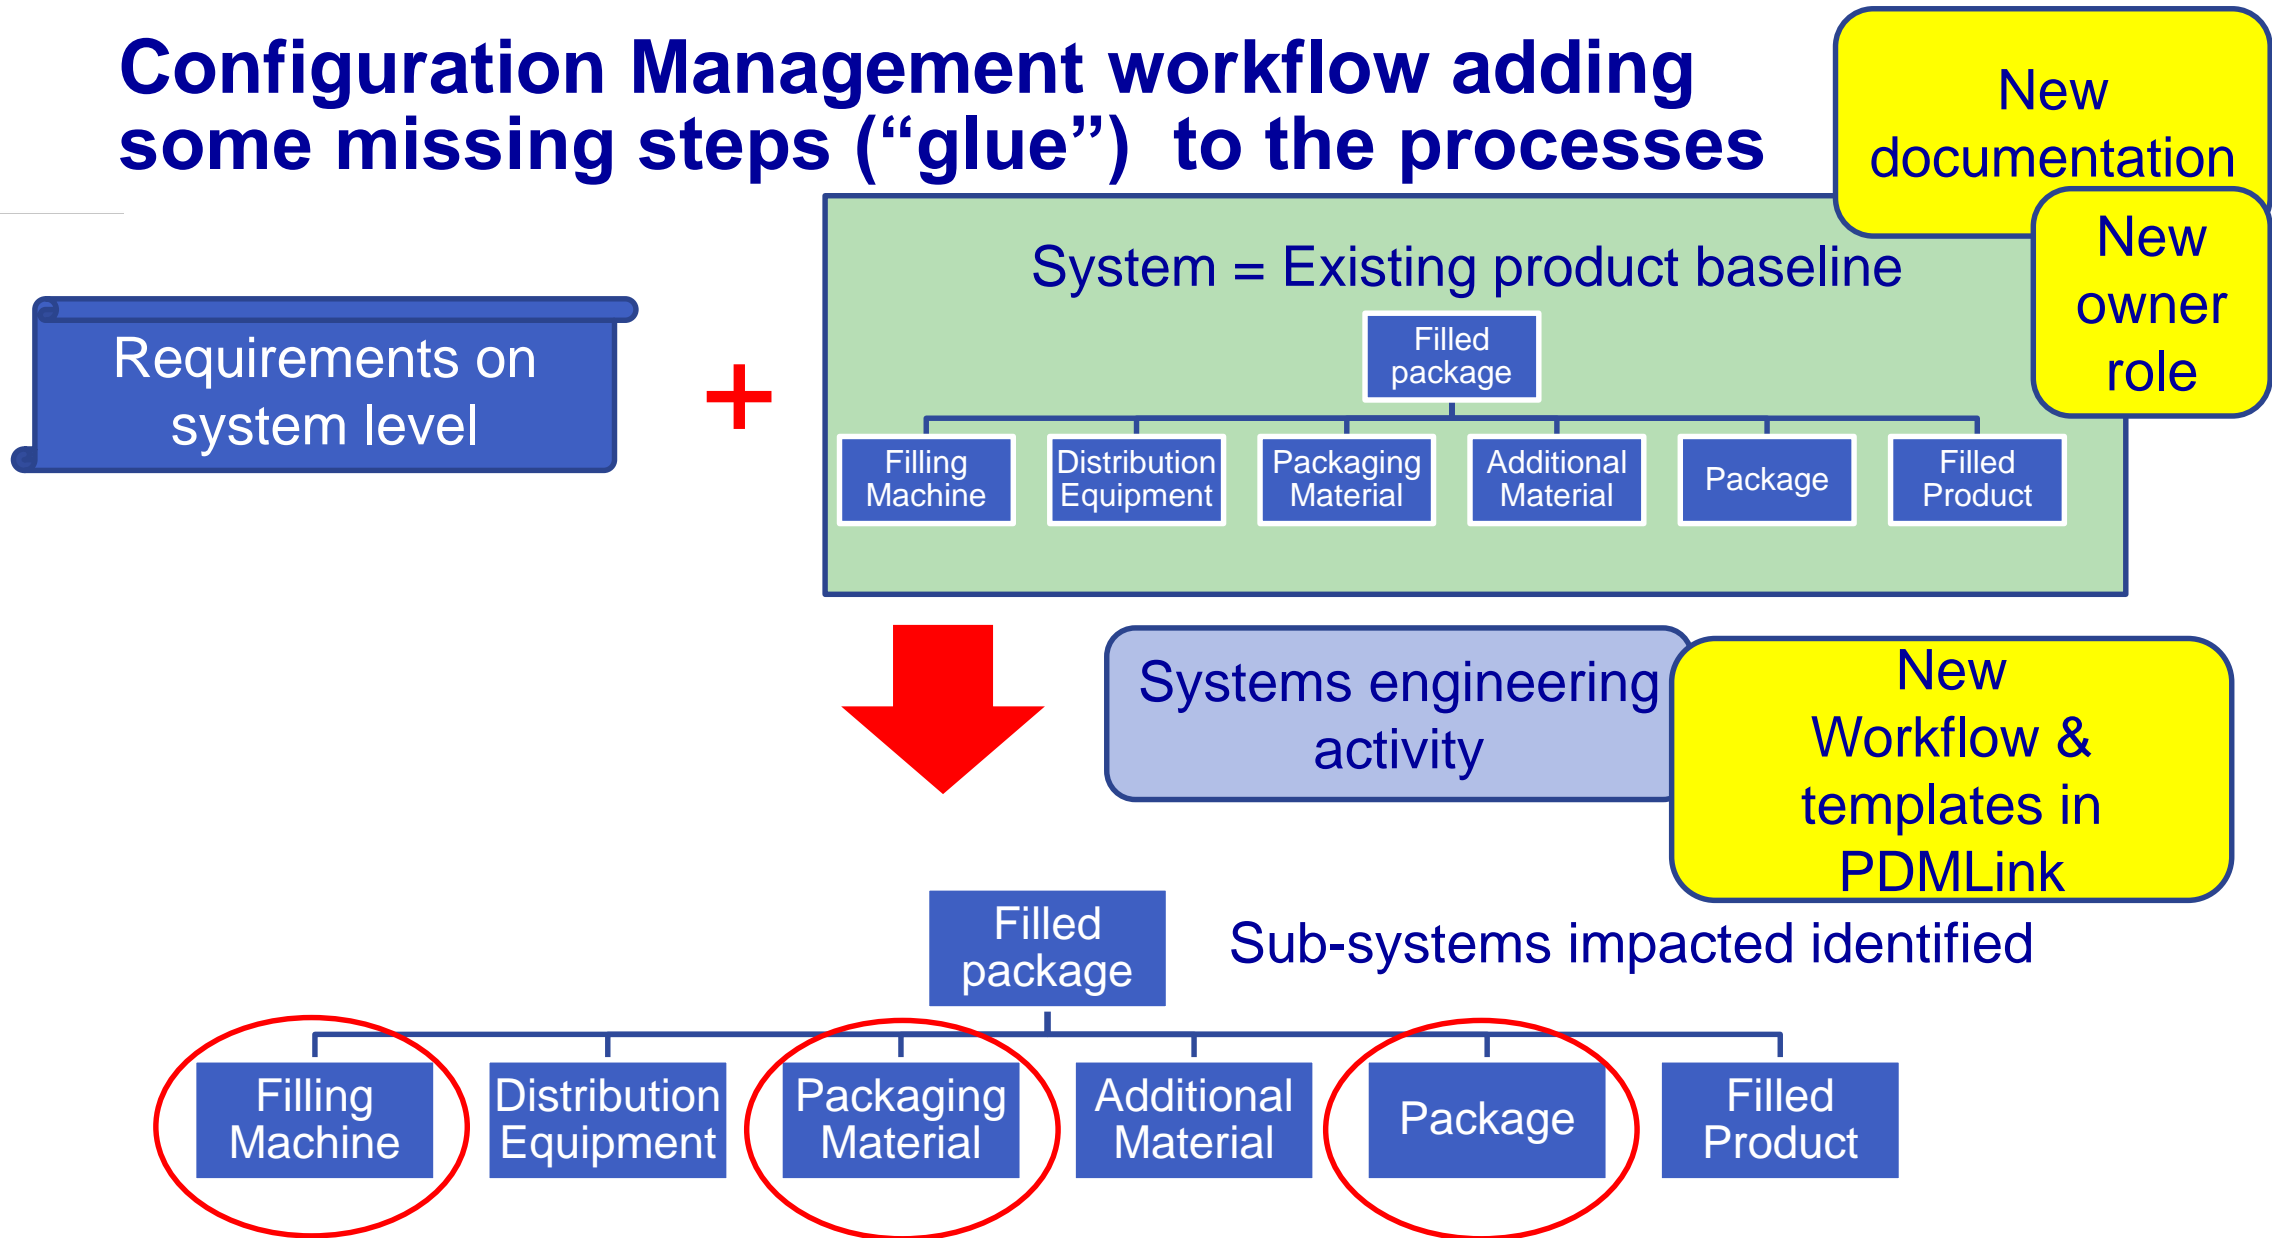 Configuration Management workflow adding
some missing steps (“glue”)  to the processes
New
documentation
New
owner
role
System = Existing product baseline
Requirements on
system level
+
Filled
package
Filling
Machine
Distribution
Equipment
Packaging
Material
Additional
Material
Package
Filled
Product
Systems engineering
activity
New
Workflow &
templates in
PDMLink
Filled
package
Sub-systems impacted identified
Filling
Machine
Distribution
Equipment
Packaging
Material
Additional
Material
Package
Filled
Product